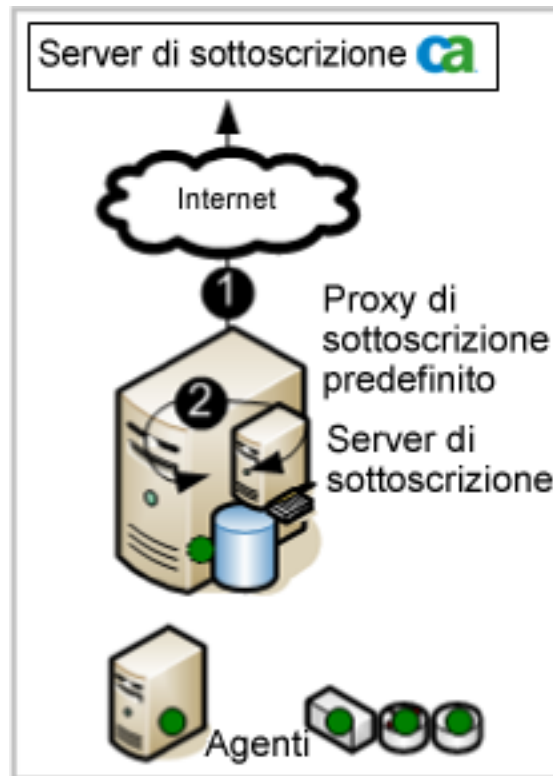 Server di sottoscrizione ca
Internet
1
Proxy di
sottoscrizione
predefinito
2
Server di
sottoscrizione
Agenti